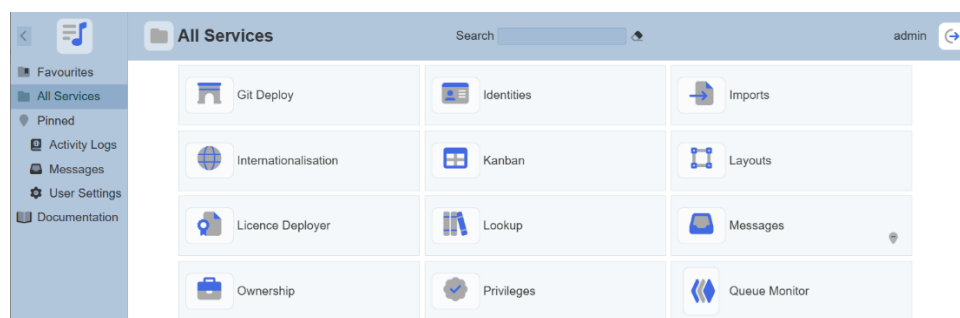 All Services
Search
admin
Favourites
All Services
Pinned
Activity Logs
Messages
User Settings
Documentation
Git Deploy
Identities
Imports
Internationalisation
Kanban
Layouts
Licence Deployer
Lookup
Messages
Ownership
Privileges
Queue Monitor